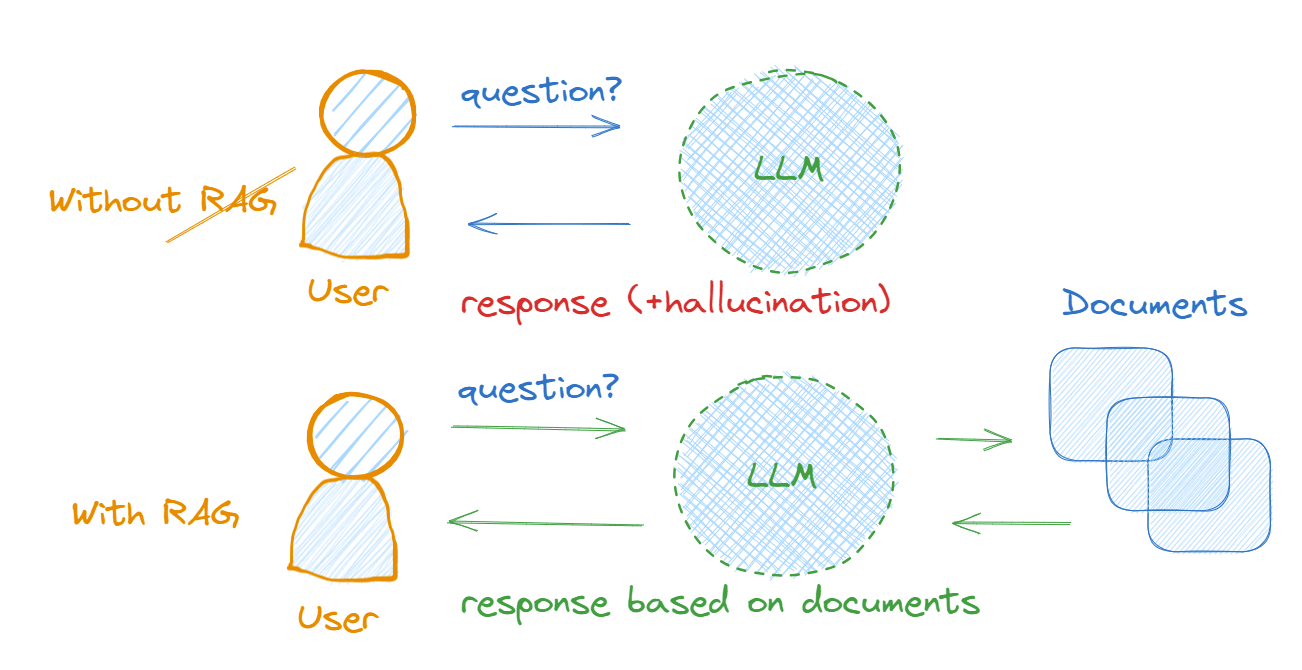 question?
LLM
Without RAG
User
response (+hallucination)
Documents
question?
LLM
With RAG
response based on documents
User